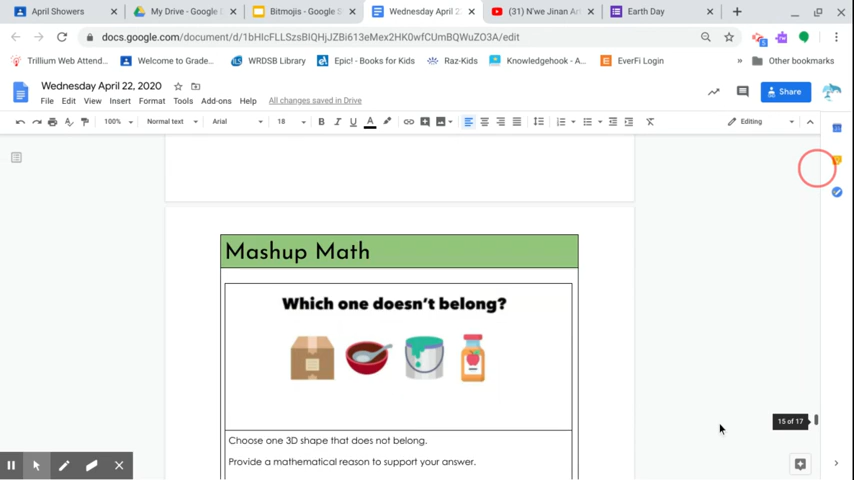 April Showers
My Drive - Google D
Bitmojis - Google S
Wednesday April 2
(31) N'we Jinan Ar
Earth Day
docs.google.com/document/d/1bHIcFLLSzsBIQHjJZBi613eMex2HK0wfCUmBQWuZO3A/edit
Trillium Web Attend...
Welcome to Grade...
WRDSB Library
Epic! - Books for Kids
Raz-Kids
Knowledgehook - A...
EverFi Login
»
Other bookmarks
Wednesday April 22, 2020
File Edit View Insert Format Tools Add-ons Help All changes saved in Drive
Share
100% Normal text Arial 18 B I U A Editing
Mashup Math
Which one doesn't belong?
Choose one 3D shape that does not belong.
Provide a mathematical reason to support your answer.
15 of 17